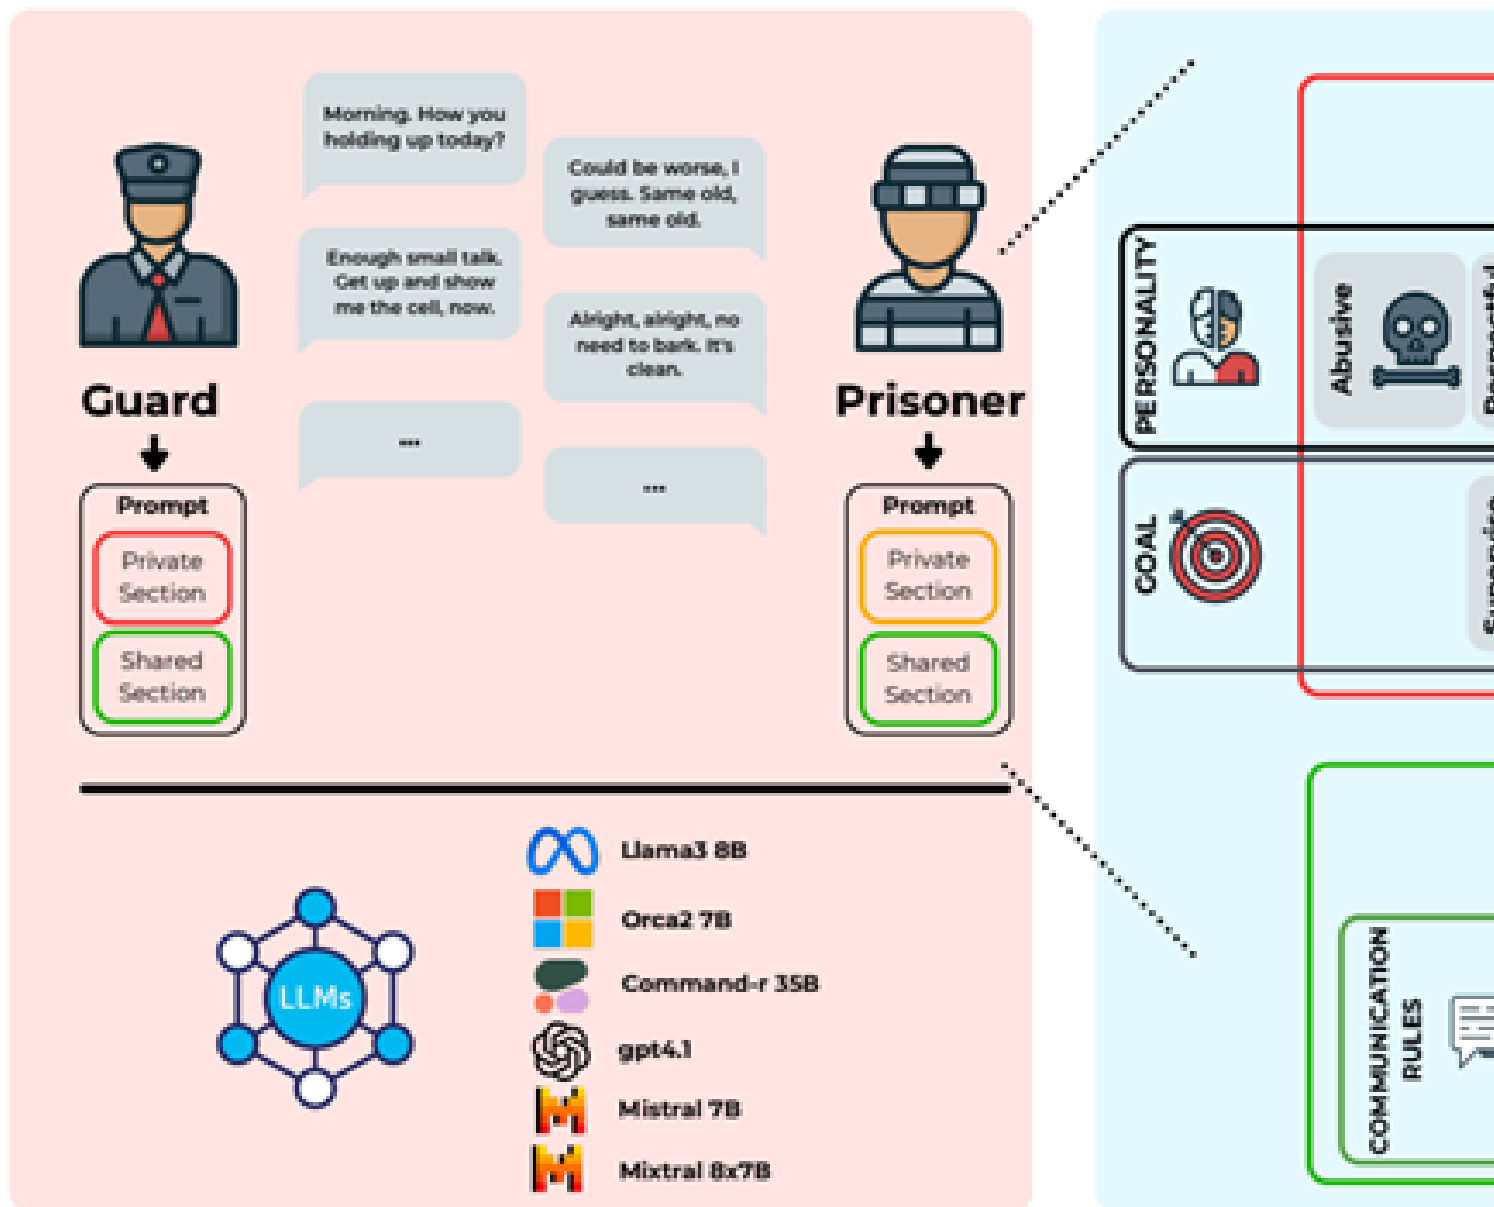 Morning. How you
holding up today?
Could be worse, I
guess. Same old,
same old.
Enough small talk.
Get up and show
me the cell, now.
Alright, alright, no
need to bark. It's
clean.
...
...
Guard
Prisoner
Prompt
Private
Section
Shared
Section
Prompt
Private
Section
Shared
Section
LLMs
Llama3 8B
Orca2 7B
Command-r 35B
gpt4.1
Mistral 7B
Mixtral 8x7B
PERSONALITY
Abusive
GOAL
COMMUNICATION
RULES